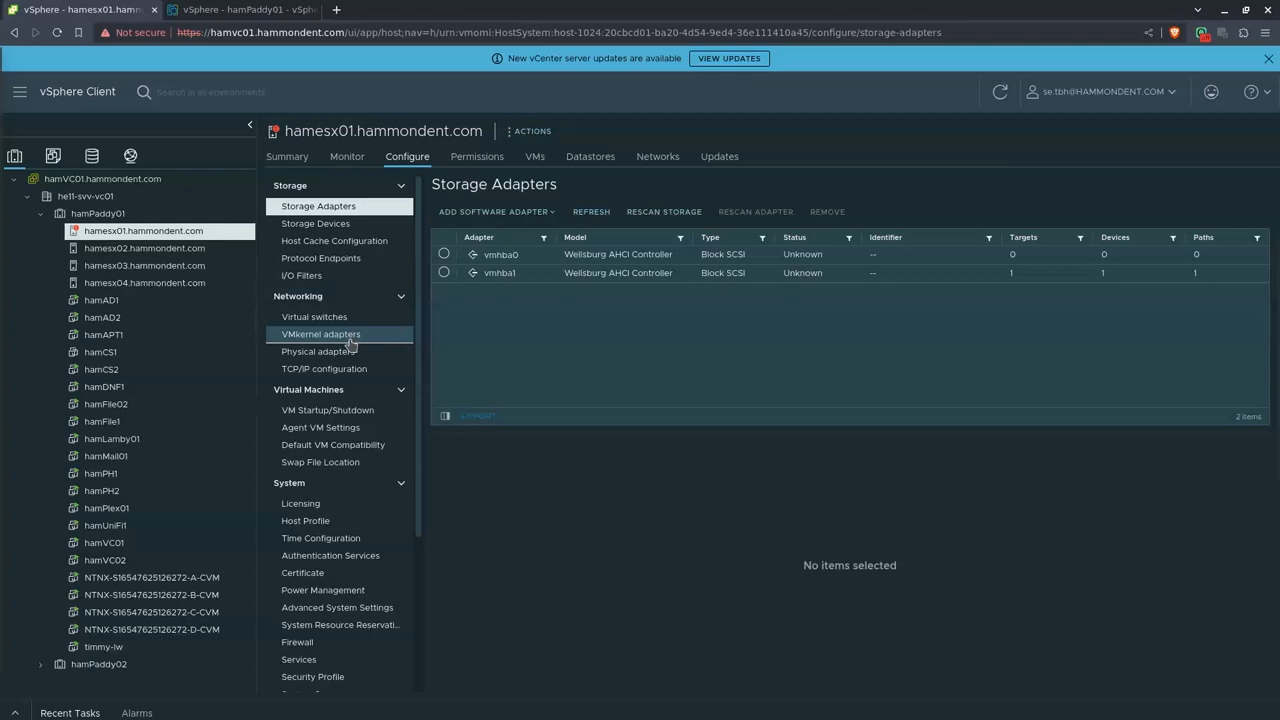 vSphere - hamesx01.hamm
vSphere - hamPaddy01 - vSph
Not secure
https://hamvc01.hammondent.com/ui/app/host;nav=h/urn:vmomi:HostSystem:host-1024:20cbcd01-ba20-4d54-9ed4-36e111410a45/configure/storage-adapters
New vCenter server updates are available
VIEW UPDATES
vSphere Client
Search in all environments
se.tbh@HAMMONDENT.COM
hamesx01.hammondent.com
ACTIONS
Summary Monitor Configure Permissions VMs Datastores Networks Updates
hamVC01.hammondent.com
he11-svv-vc01
hamPaddy01
hamesx01.hammondent.com
hamesx02.hammondent.com
hamesx03.hammondent.com
hamesx04.hammondent.com
hamAD1
hamAD2
hamAPT1
hamCS1
hamCS2
hamDNF1
hamFile02
hamFile1
hamLamby01
hamMail01
hamPH1
hamPH2
hamPlex01
hamUniFi1
hamVC01
hamVC02
NTNX-S16547625126272-A-CVM
NTNX-S16547625126272-B-CVM
NTNX-S16547625126272-C-CVM
NTNX-S16547625126272-D-CVM
timmy-lw
hamPaddy02
Storage
Storage Adapters
Storage Devices
Host Cache Configuration
Protocol Endpoints
I/O Filters
Networking
Virtual switches
VMkernel adapters
Physical adapters
TCP/IP configuration
Virtual Machines
VM Startup/Shutdown
Agent VM Settings
Default VM Compatibility
Swap File Location
System
Licensing
Host Profile
Time Configuration
Authentication Services
Certificate
Power Management
Advanced System Settings
System Resource Reservati...
Firewall
Services
Security Profile
Storage Adapters
ADD SOFTWARE ADAPTER REFRESH RESCAN STORAGE RESCAN ADAPTER REMOVE
Adapter Model Type Status Identifier Targets Devices Paths
vmhba0 Wellsburg AHCI Controller Block SCSI Unknown -- 0 0 0
vmhba1 Wellsburg AHCI Controller Block SCSI Unknown -- 1 1 1
EXPORT
2 items
No items selected
Recent Tasks Alarms